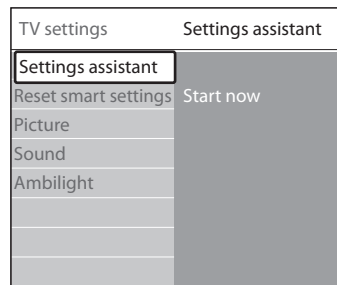 TV settings Settings assistant
Settings assistant
Reset smart settings Start now
Picture
Sound
Ambilight